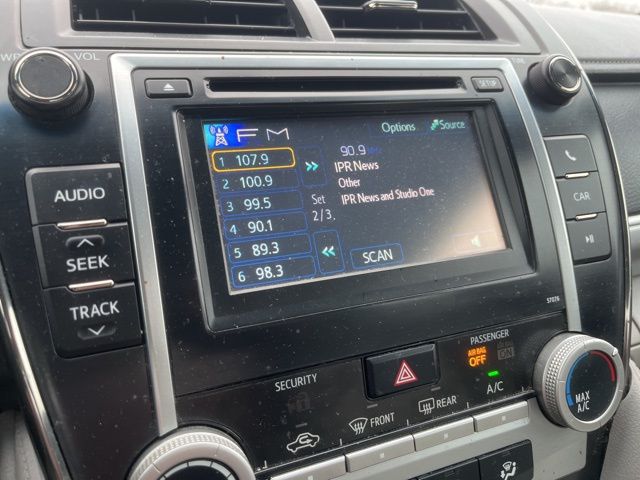 PWR VOL
SETUP
FM
Options
Source
1 107.9
2 100.9
3 99.5
4 90.1
5 89.3
6 98.3
90.9
IPR News
Other
IPR News and Studio One
Set
2/3
SCAN
AUDIO
SEEK
TRACK
CAR
57076
SECURITY
FRONT
REAR
PASSENGER
AIR BAG
OFF
ON
A/C
MAX
A/C